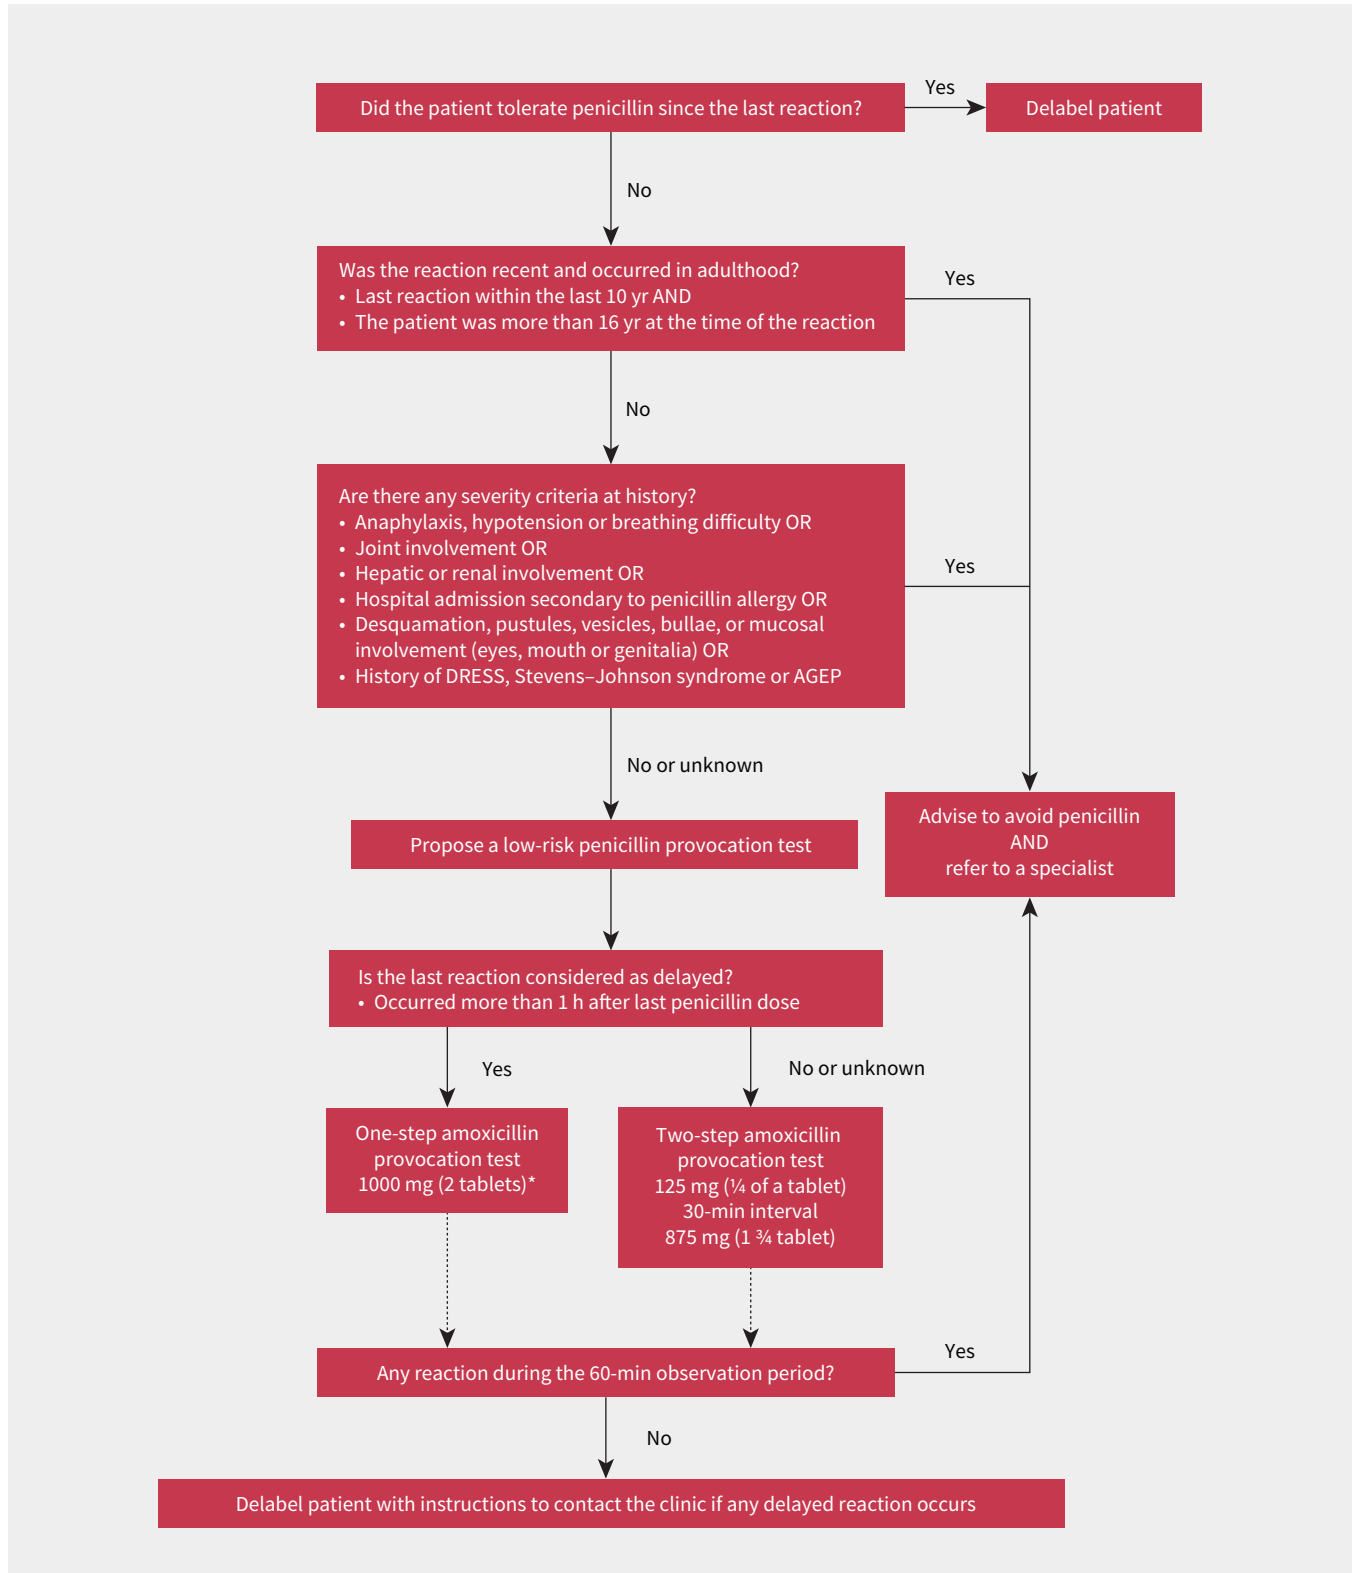 Did the patient tolerate penicillin since the last reaction?
Yes
Delabel patient
No
Was the reaction recent and occurred in adulthood?
• Last reaction within the last 10 yr AND
• The patient was more than 16 yr at the time of the reaction
Yes
No
Are there any severity criteria at history?
• Anaphylaxis, hypotension or breathing difficulty OR
• Joint involvement OR
• Hepatic or renal involvement OR
• Hospital admission secondary to penicillin allergy OR
• Desquamation, pustules, vesicles, bullae, or mucosal
involvement (eyes, mouth or genitalia) OR
• History of DRESS, Stevens–Johnson syndrome or AGEP
Yes
No or unknown
Propose a low-risk penicillin provocation test
Advise to avoid penicillin
AND
refer to a specialist
Is the last reaction considered as delayed?
• Occurred more than 1 h after last penicillin dose
Yes
No or unknown
One-step amoxicillin
provocation test
1000 mg (2 tablets)*
Two-step amoxicillin
provocation test
125 mg (¼ of a tablet)
30-min interval
875 mg (1 ¾ tablet)
Any reaction during the 60-min observation period?
Yes
No
Delabel patient with instructions to contact the clinic if any delayed reaction occurs